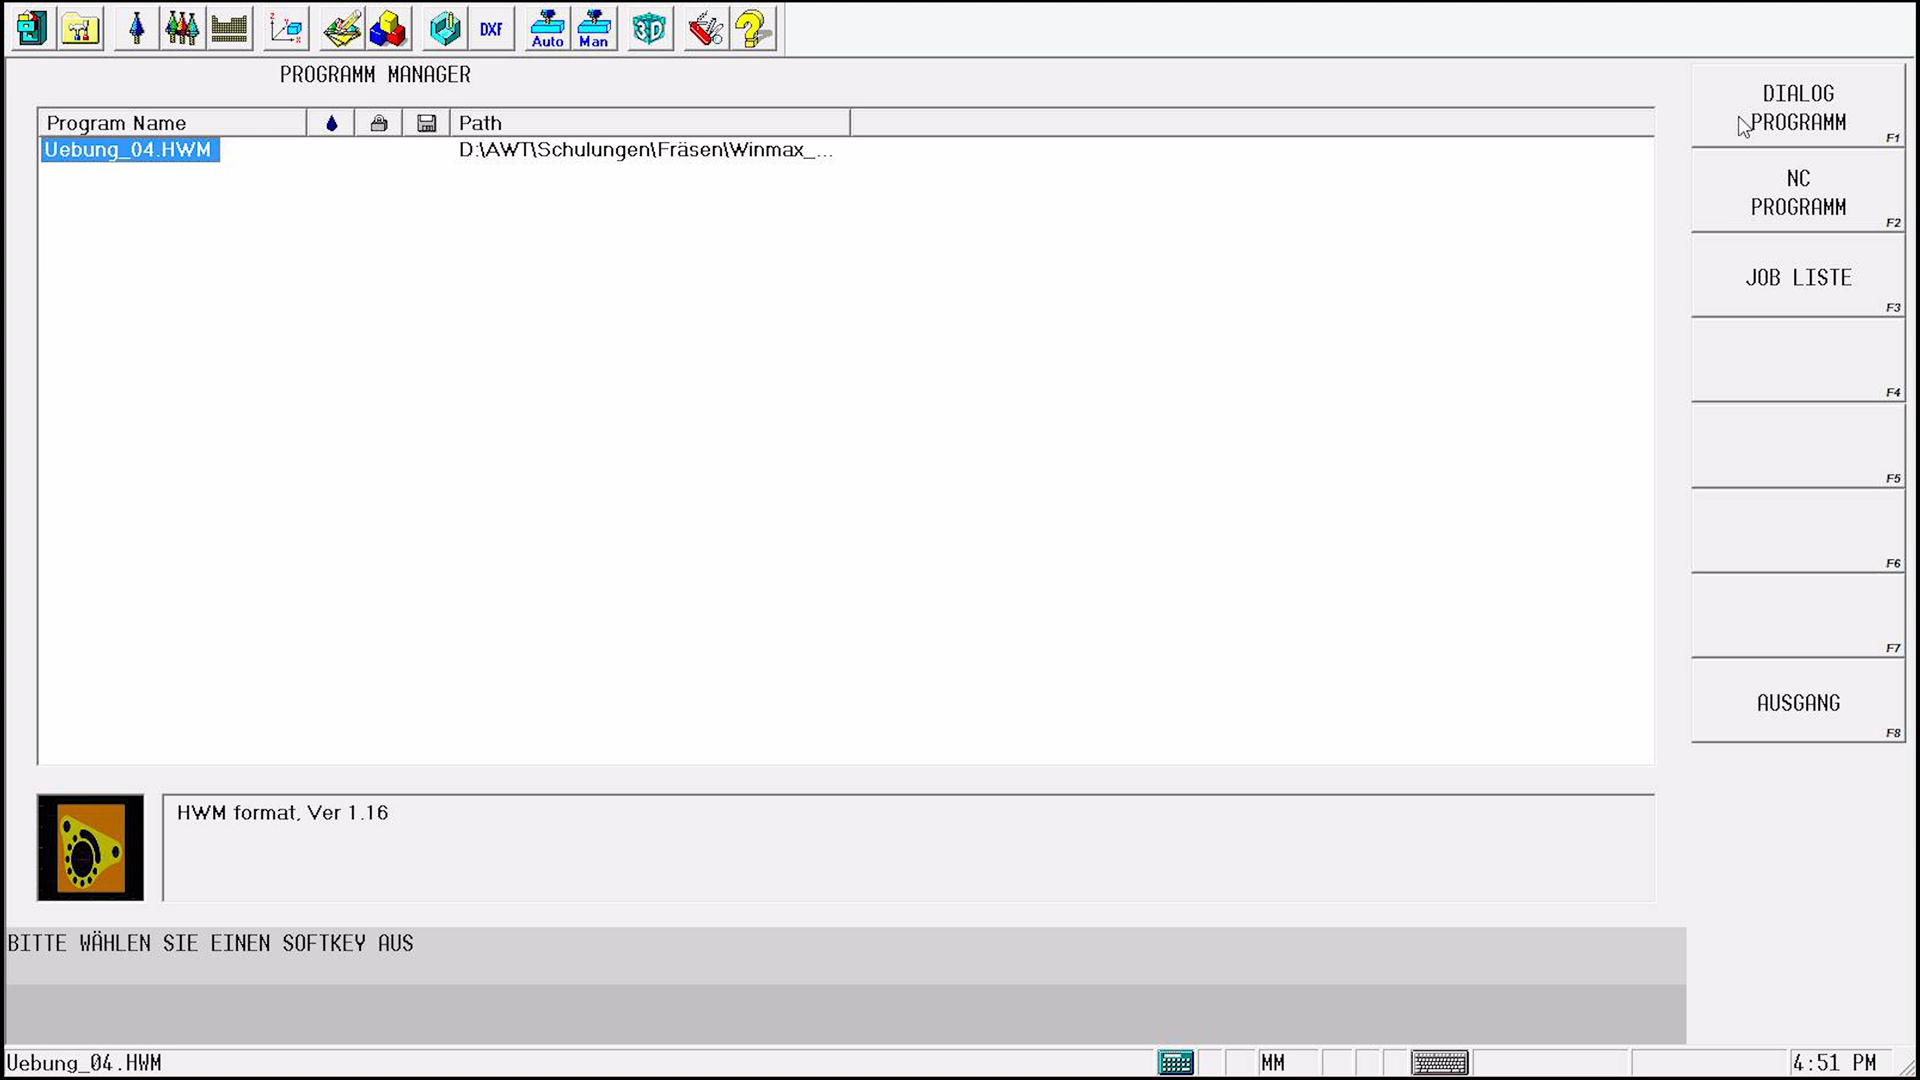 DXF
Auto
Man
3D
PROGRAMM MANAGER
Program Name
Path
Uebung_04.HWM
D:\AWT\Schulungen\Fräsen\Winmax_...
DIALOG
PROGRAMM
F1
NC
PROGRAMM
F2
JOB LISTE
F3
F4
F5
F6
F7
AUSGANG
F8
HWM format, Ver 1.16
BITTE WÄHLEN SIE EINEN SOFTKEY AUS
Uebung_04.HWM
MM
4:51 PM